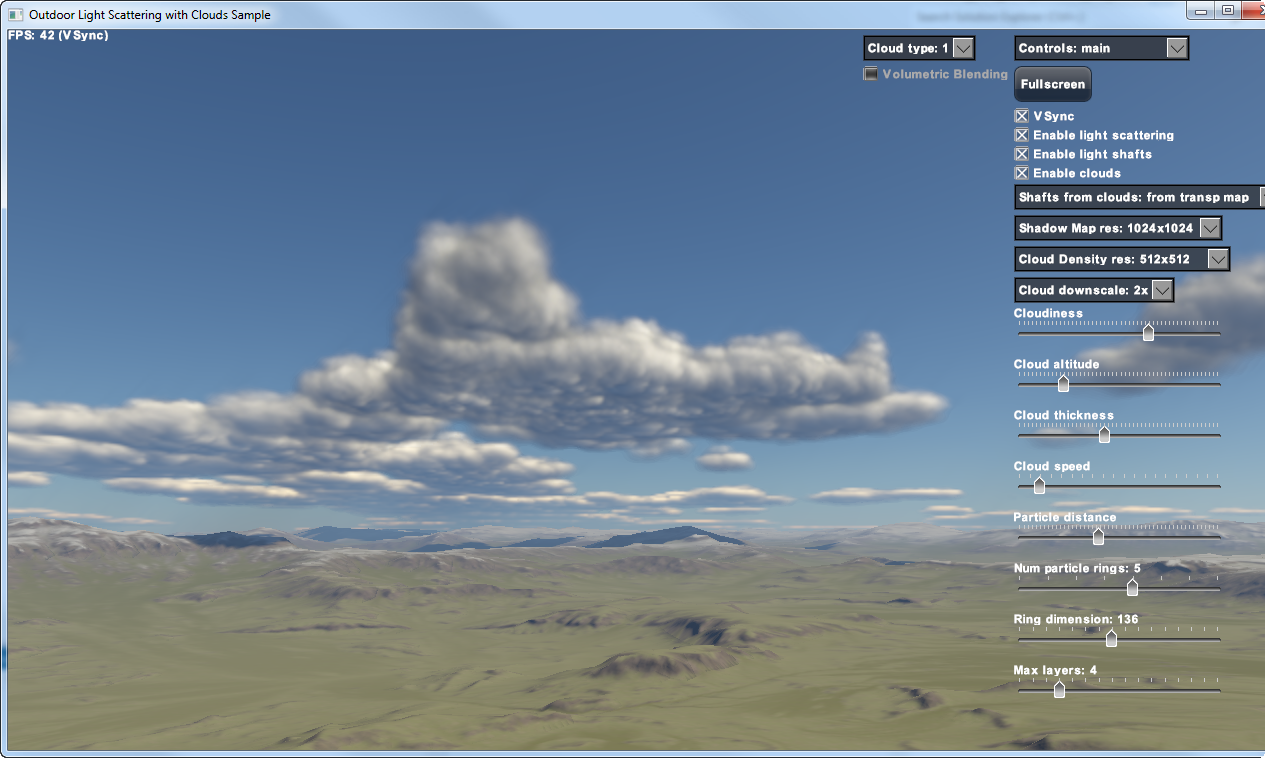 Outdoor Light Scattering with Clouds Sample
FPS: 42 (VSync)
Cloud type: 1
Volumetric Blending
Controls: main
Fullscreen
VSync
Enable light scattering
Enable light shafts
Enable clouds
Shafts from clouds: from transp map
Shadow Map res: 1024x1024
Cloud Density res: 512x512
Cloud downscale: 2x
Cloudiness
Cloud altitude
Cloud thickness
Cloud speed
Particle distance
Num particle rings: 5
Ring dimension: 136
Max layers: 4